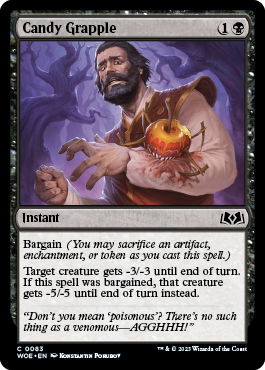 Candy Grapple 1
Instant
Bargain (You may sacrifice an artifact,
enchantment, or token as you cast this spell.)
Target creature gets -3/-3 until end of turn.
If this spell was bargained, that creature
gets -5/-5 until end of turn instead.
“Don’t you mean ‘poisonous’? There’s no such
thing as a venomous—AGGHHH!”
C 0083
WOE • EN KONSTANTIN PORUBOV
™ & © 2023 Wizards of the Coast